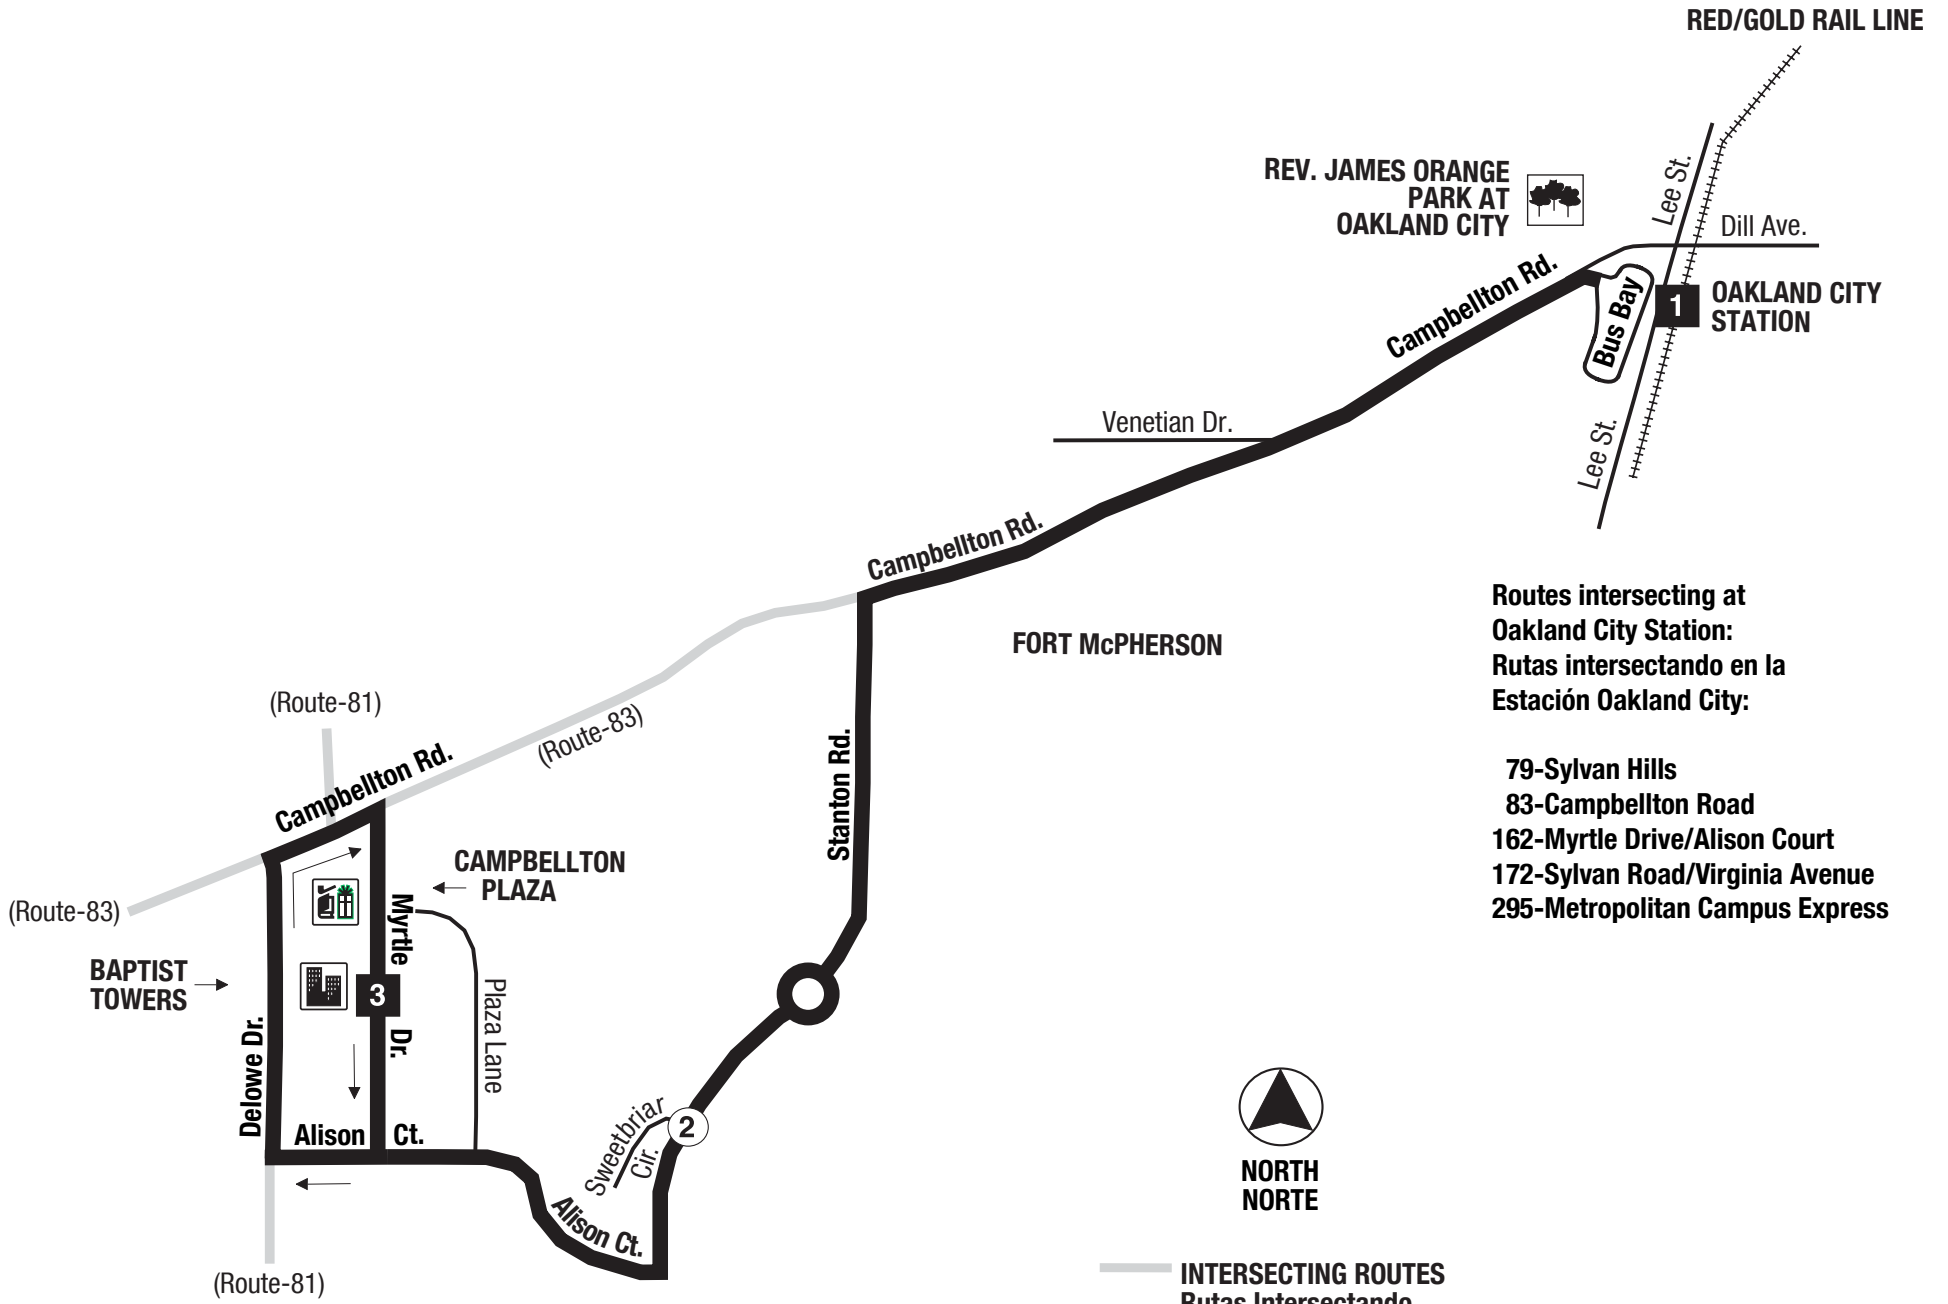 RED/GOLD RAIL LINE
REV. JAMES ORANGE
PARK AT
OAKLAND CITY
Lee St.
Dill Ave.
Campbellton Rd.
Bus Bay
1
OAKLAND CITY
STATION
Venetian Dr.
Lee St.
Campbellton Rd.
FORT McPHERSON
Routes intersecting at
Oakland City Station:
Rutas intersectando en la
Estación Oakland City:
79-Sylvan Hills
83-Campbellton Road
162-Myrtle Drive/Alison Court
172-Sylvan Road/Virginia Avenue
295-Metropolitan Campus Express
(Route-81)
(Route-83)
Campbellton Rd.
Stanton Rd.
CAMPBELLTON
PLAZA
(Route-83)
Myrtle
Dr.
BAPTIST
TOWERS
3
Plaza Lane
Delowe Dr.
Alison Ct.
2
Sweetbriar
Cir.
Alison Ct.
(Route-81)
NORTH
NORTE
INTERSECTING ROUTES
Rutas Intersectando